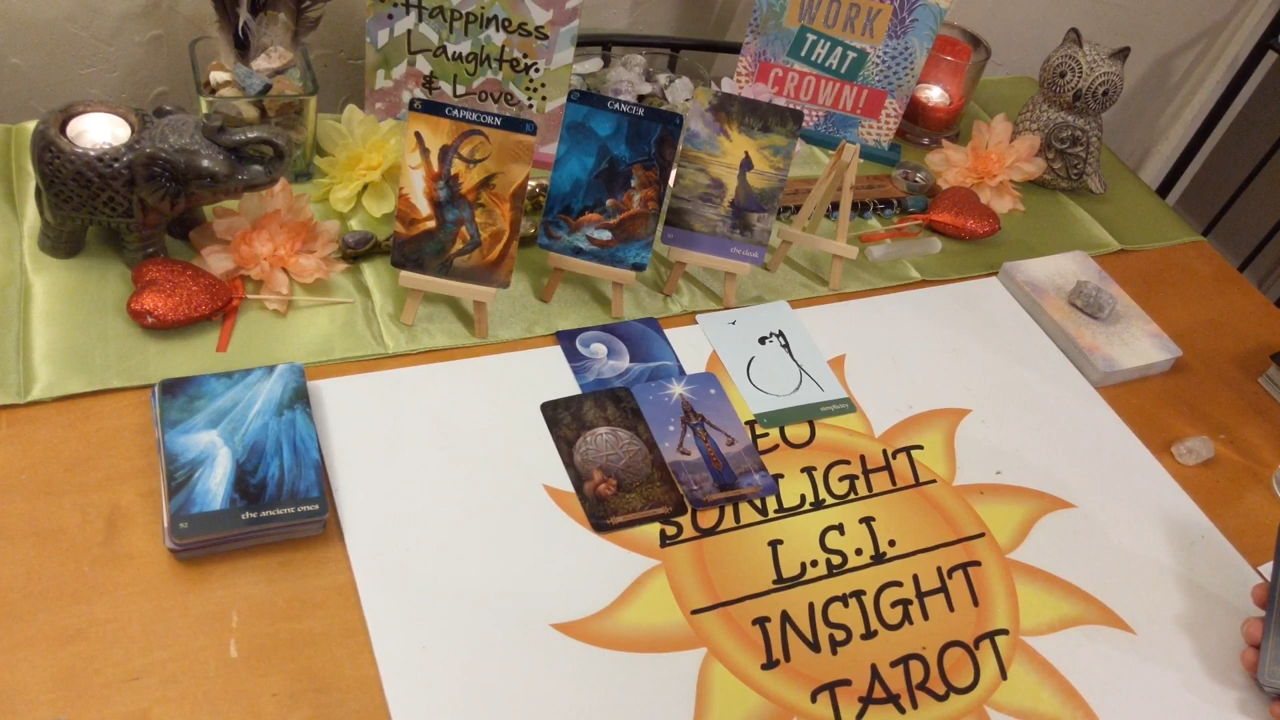 Happiness
Laughter
& Love
WORK
THAT
CROWN!
CAPRICORN
CANCER
the cloak
simplicity
the ancient ones
EO
SUNLIGHT
L.S.I.
INSIGHT
TAROT